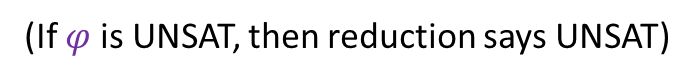 (If 𝜑 is UNSAT, then reduction says UNSAT)